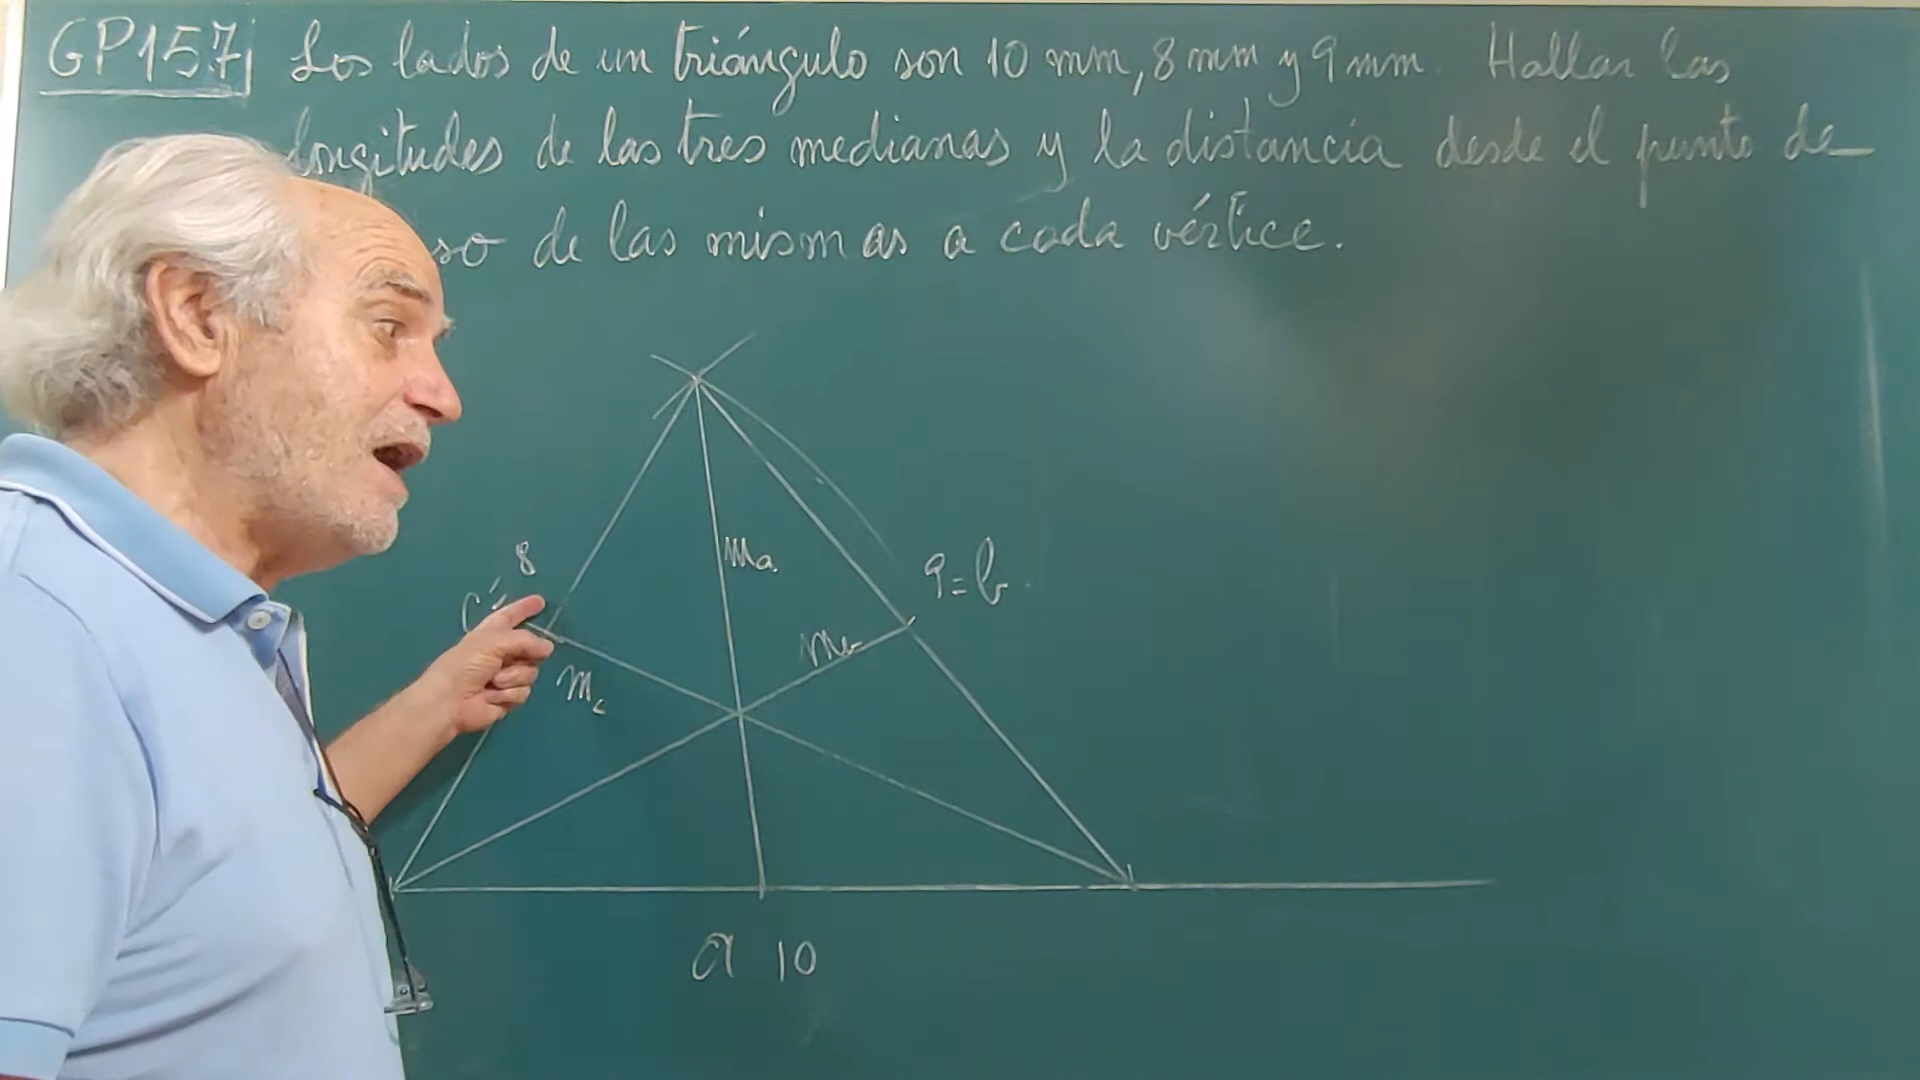 GP157 Los lados de un triángulo son 10 mm, 8 mm y 9 mm. Hallar las
longitudes de las tres medianas y la distancia desde el punto de
so de las mismas a cada vértice.
ma
8
c=
9=b
mb
mc
a 10